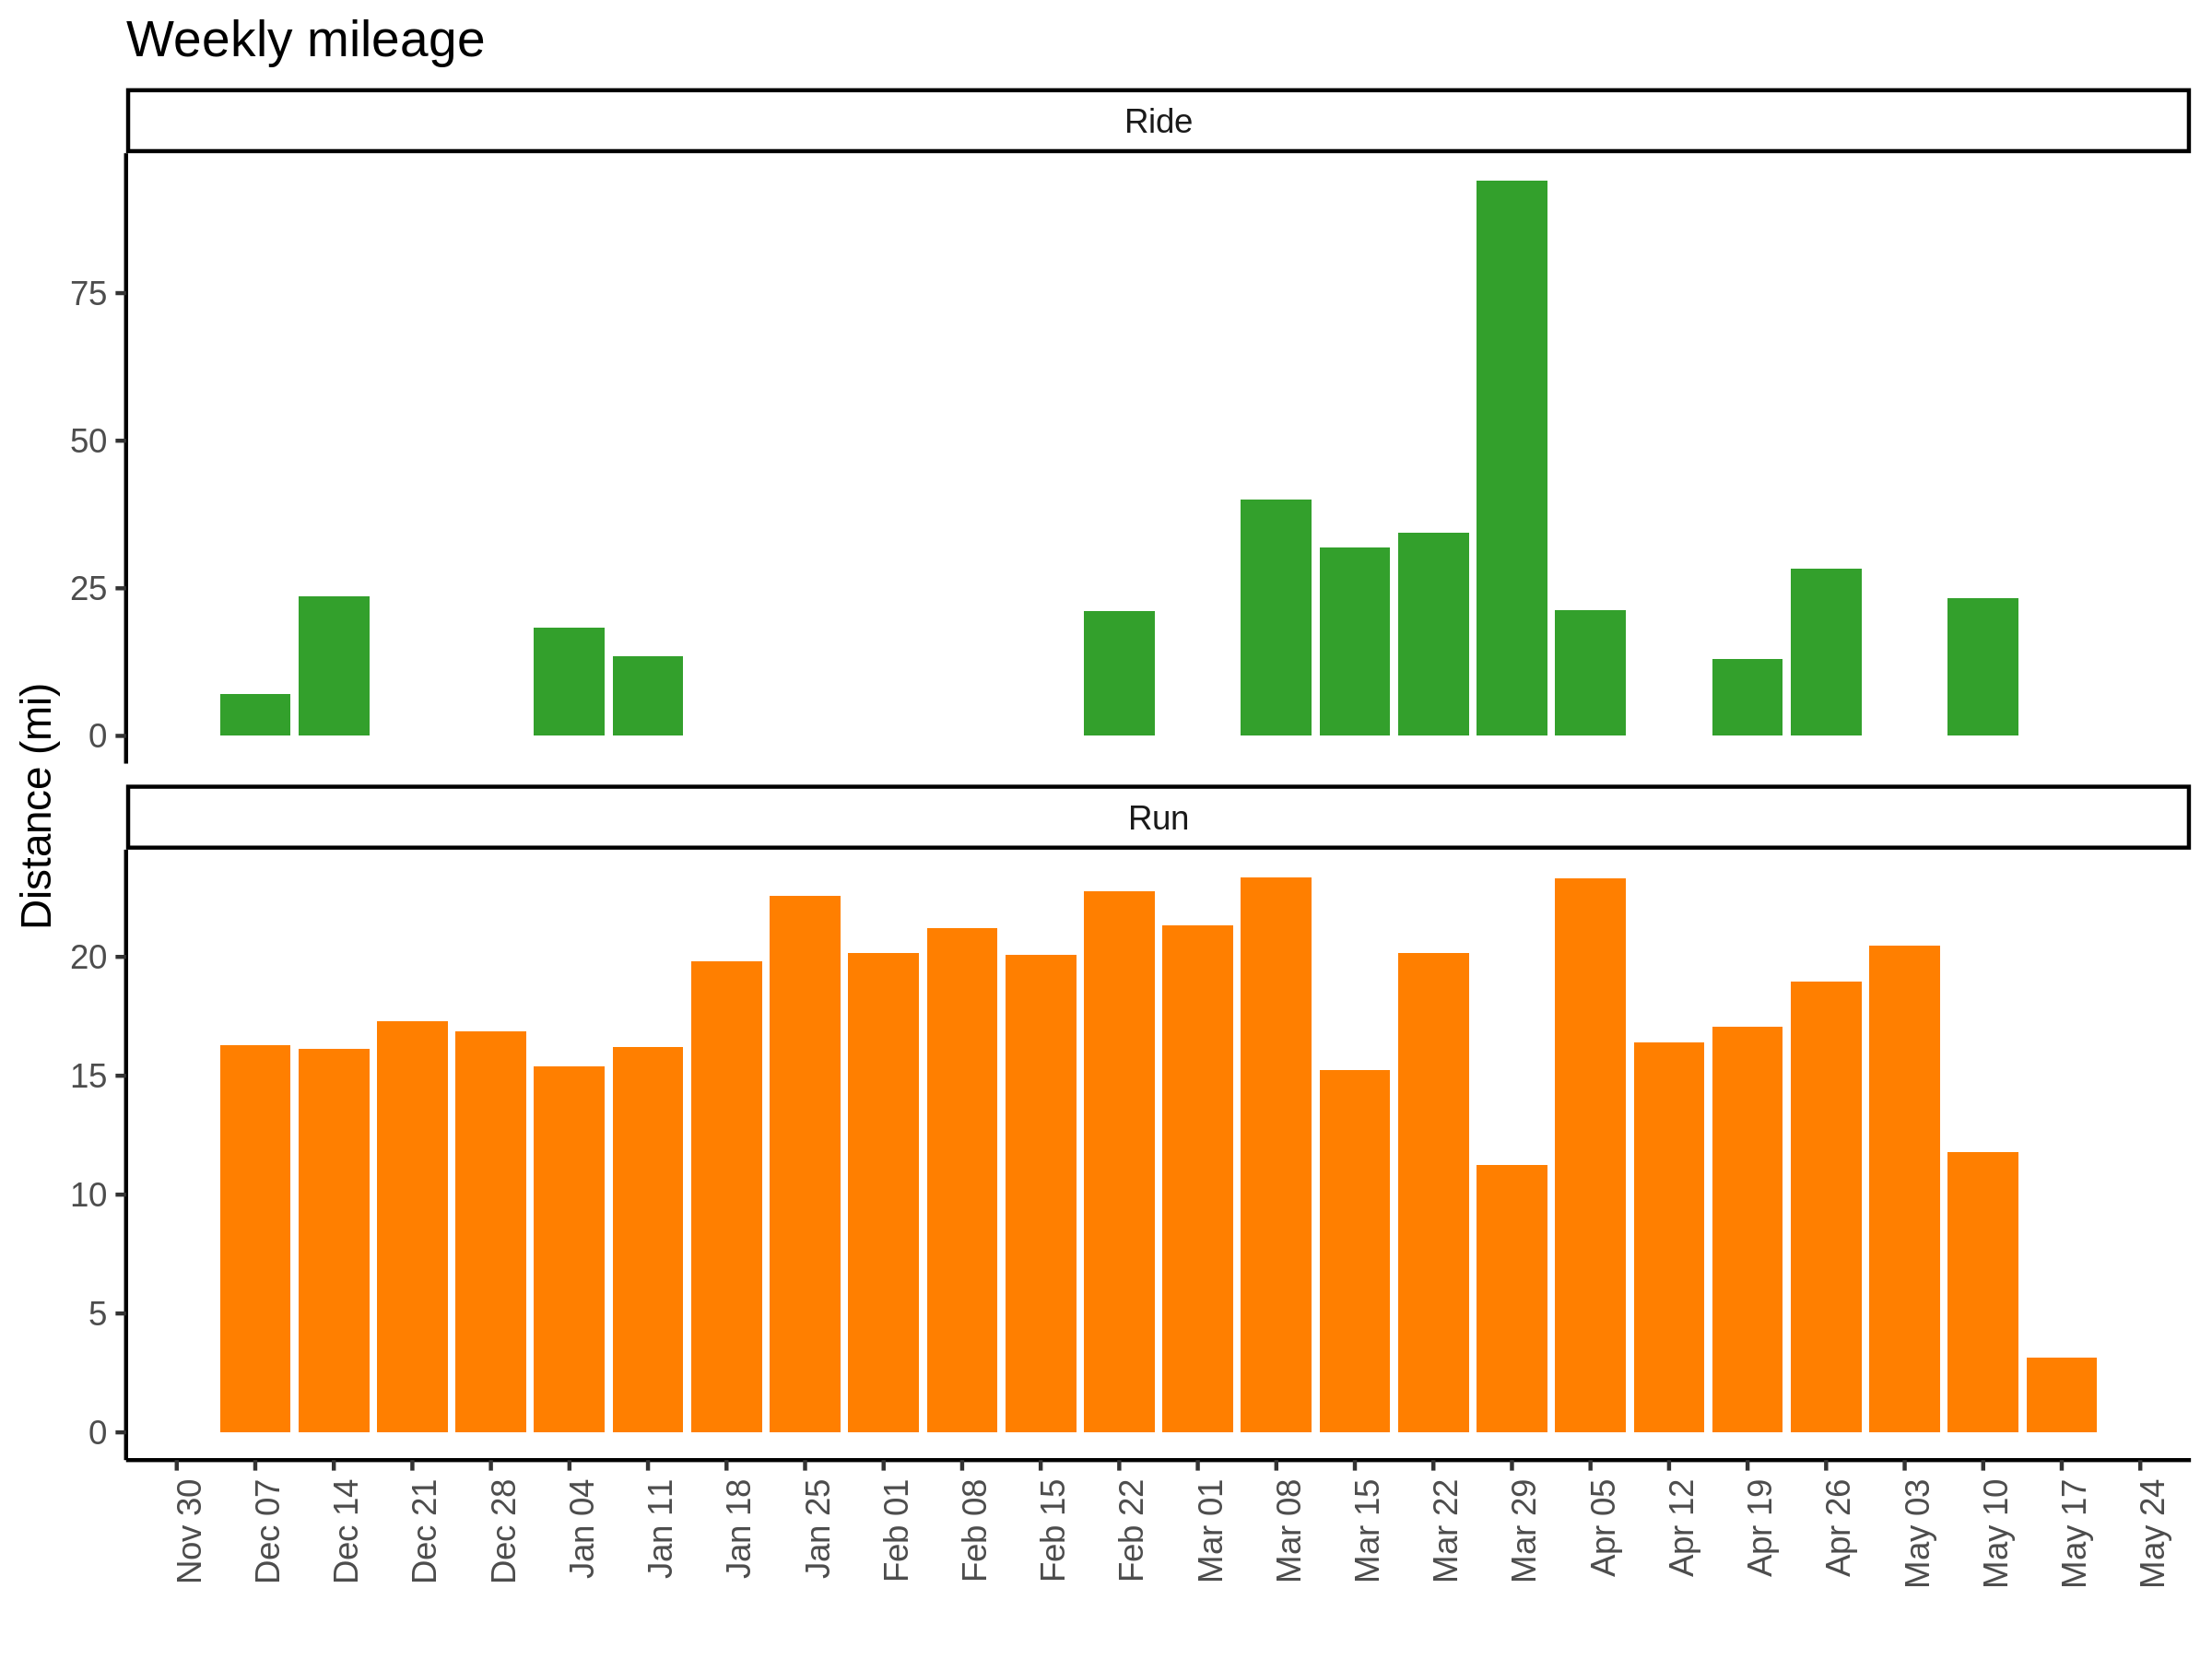 Weekly mileage
Ride
75
50
25
0
Distance (mi)
Run
20
15
10
5
0
Nov 30
Dec 07
Dec 14
Dec 21
Dec 28
Jan 04
Jan 11
Jan 18
Jan 25
Feb 01
Feb 08
Feb 15
Feb 22
Mar 01
Mar 08
Mar 15
Mar 22
Mar 29
Apr 05
Apr 12
Apr 19
Apr 26
May 03
May 10
May 17
May 24